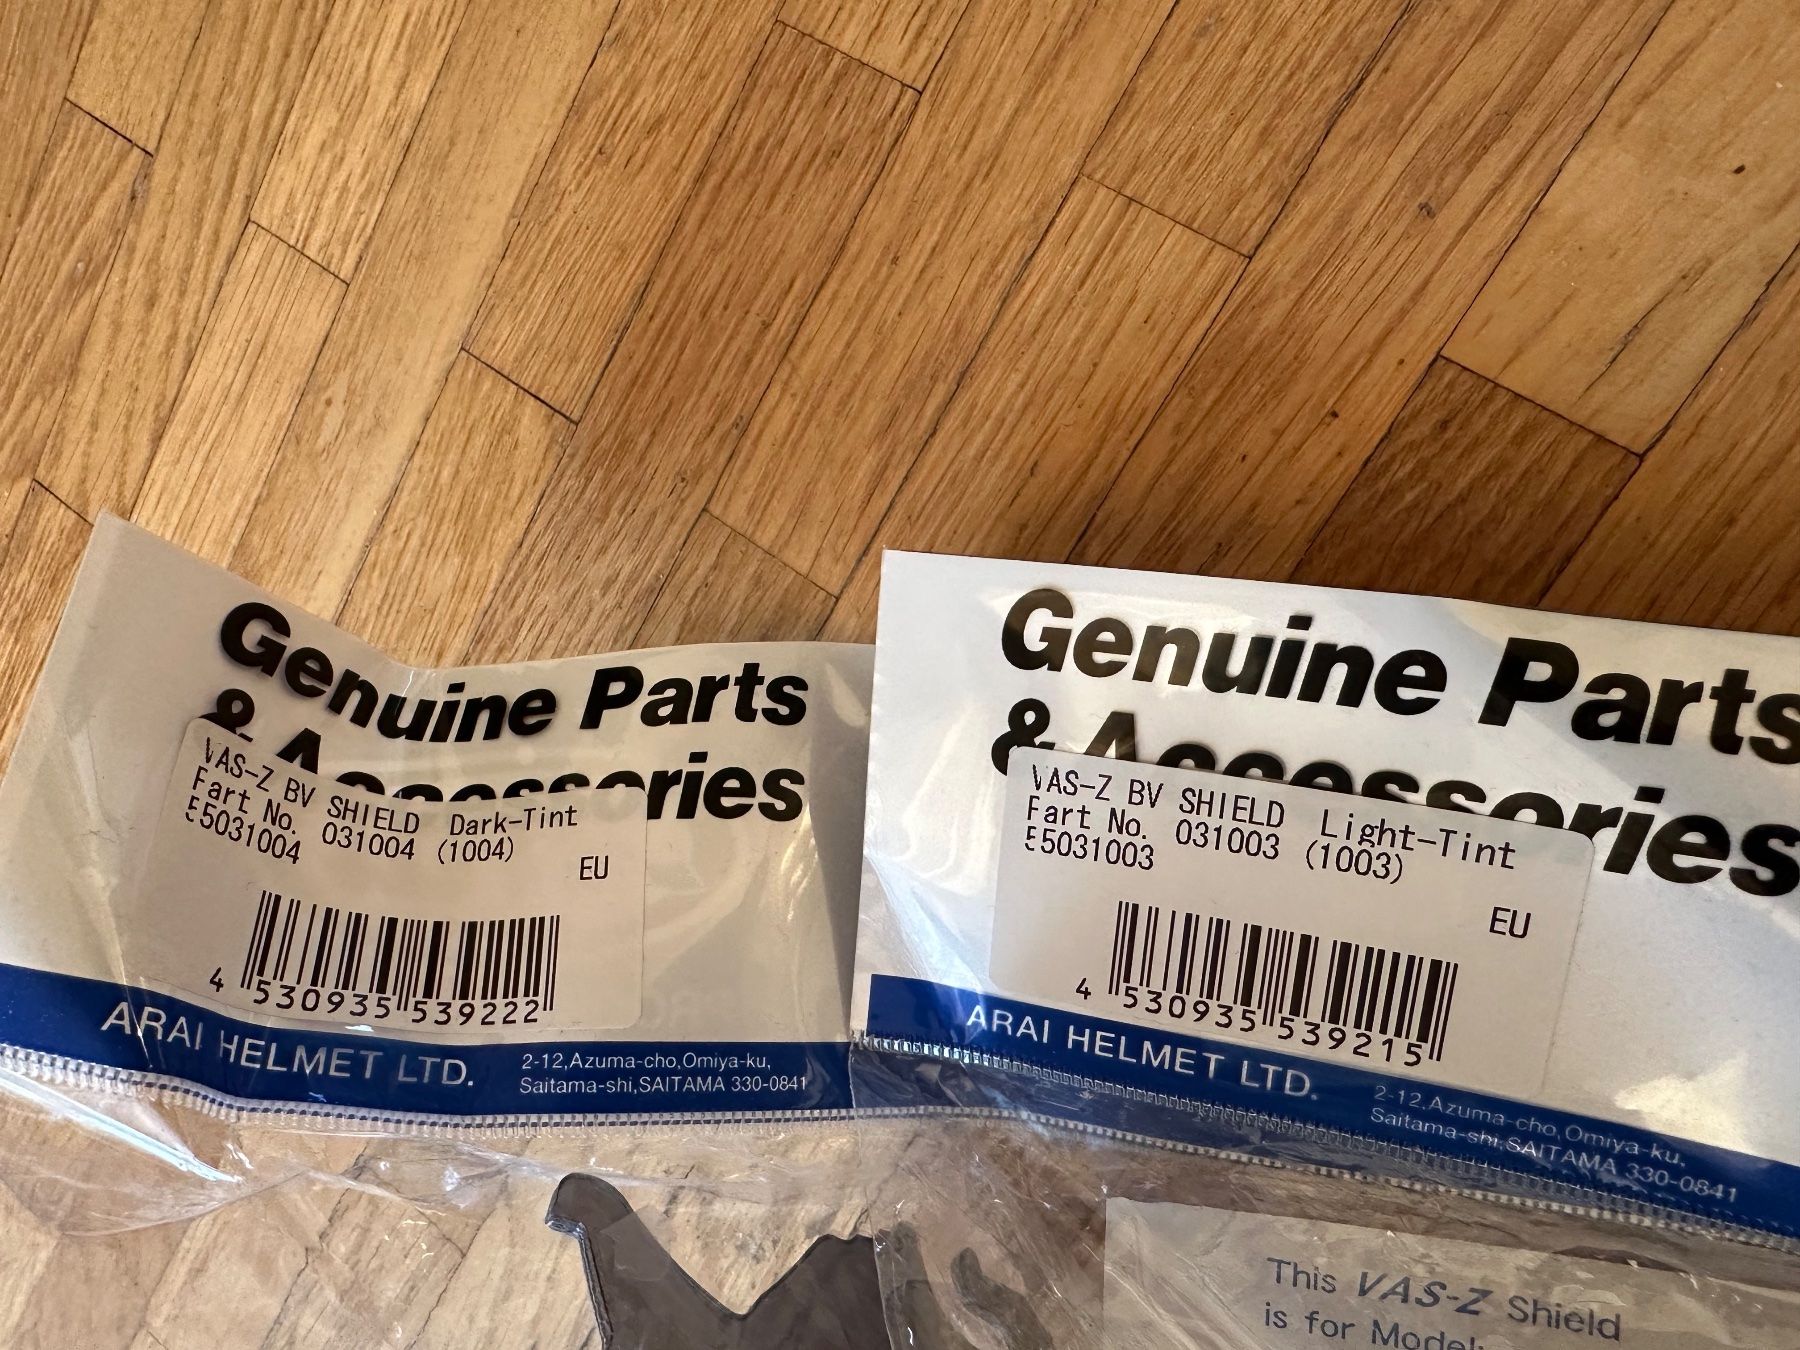 Genuine Parts
& Accessories
VAS-Z BV SHIELD Dark-Tint
Part No. 031004 (1004)
55031004
EU
4 530935 539222
ARAI HELMET LTD.
2-12,Azuma-cho,Omiya-ku,
Saitama-shi,SAITAMA 330-0841
Genuine Parts
& Accessories
VAS-Z BV SHIELD Light-Tint
Part No. 031003 (1003)
55031003
EU
4 530935 539215
ARAI HELMET LTD.
2-12,Azuma-cho,Omiya-ku,
Saitama-shi,SAITAMA 330-0841
This VAS-Z Shield
is for Model